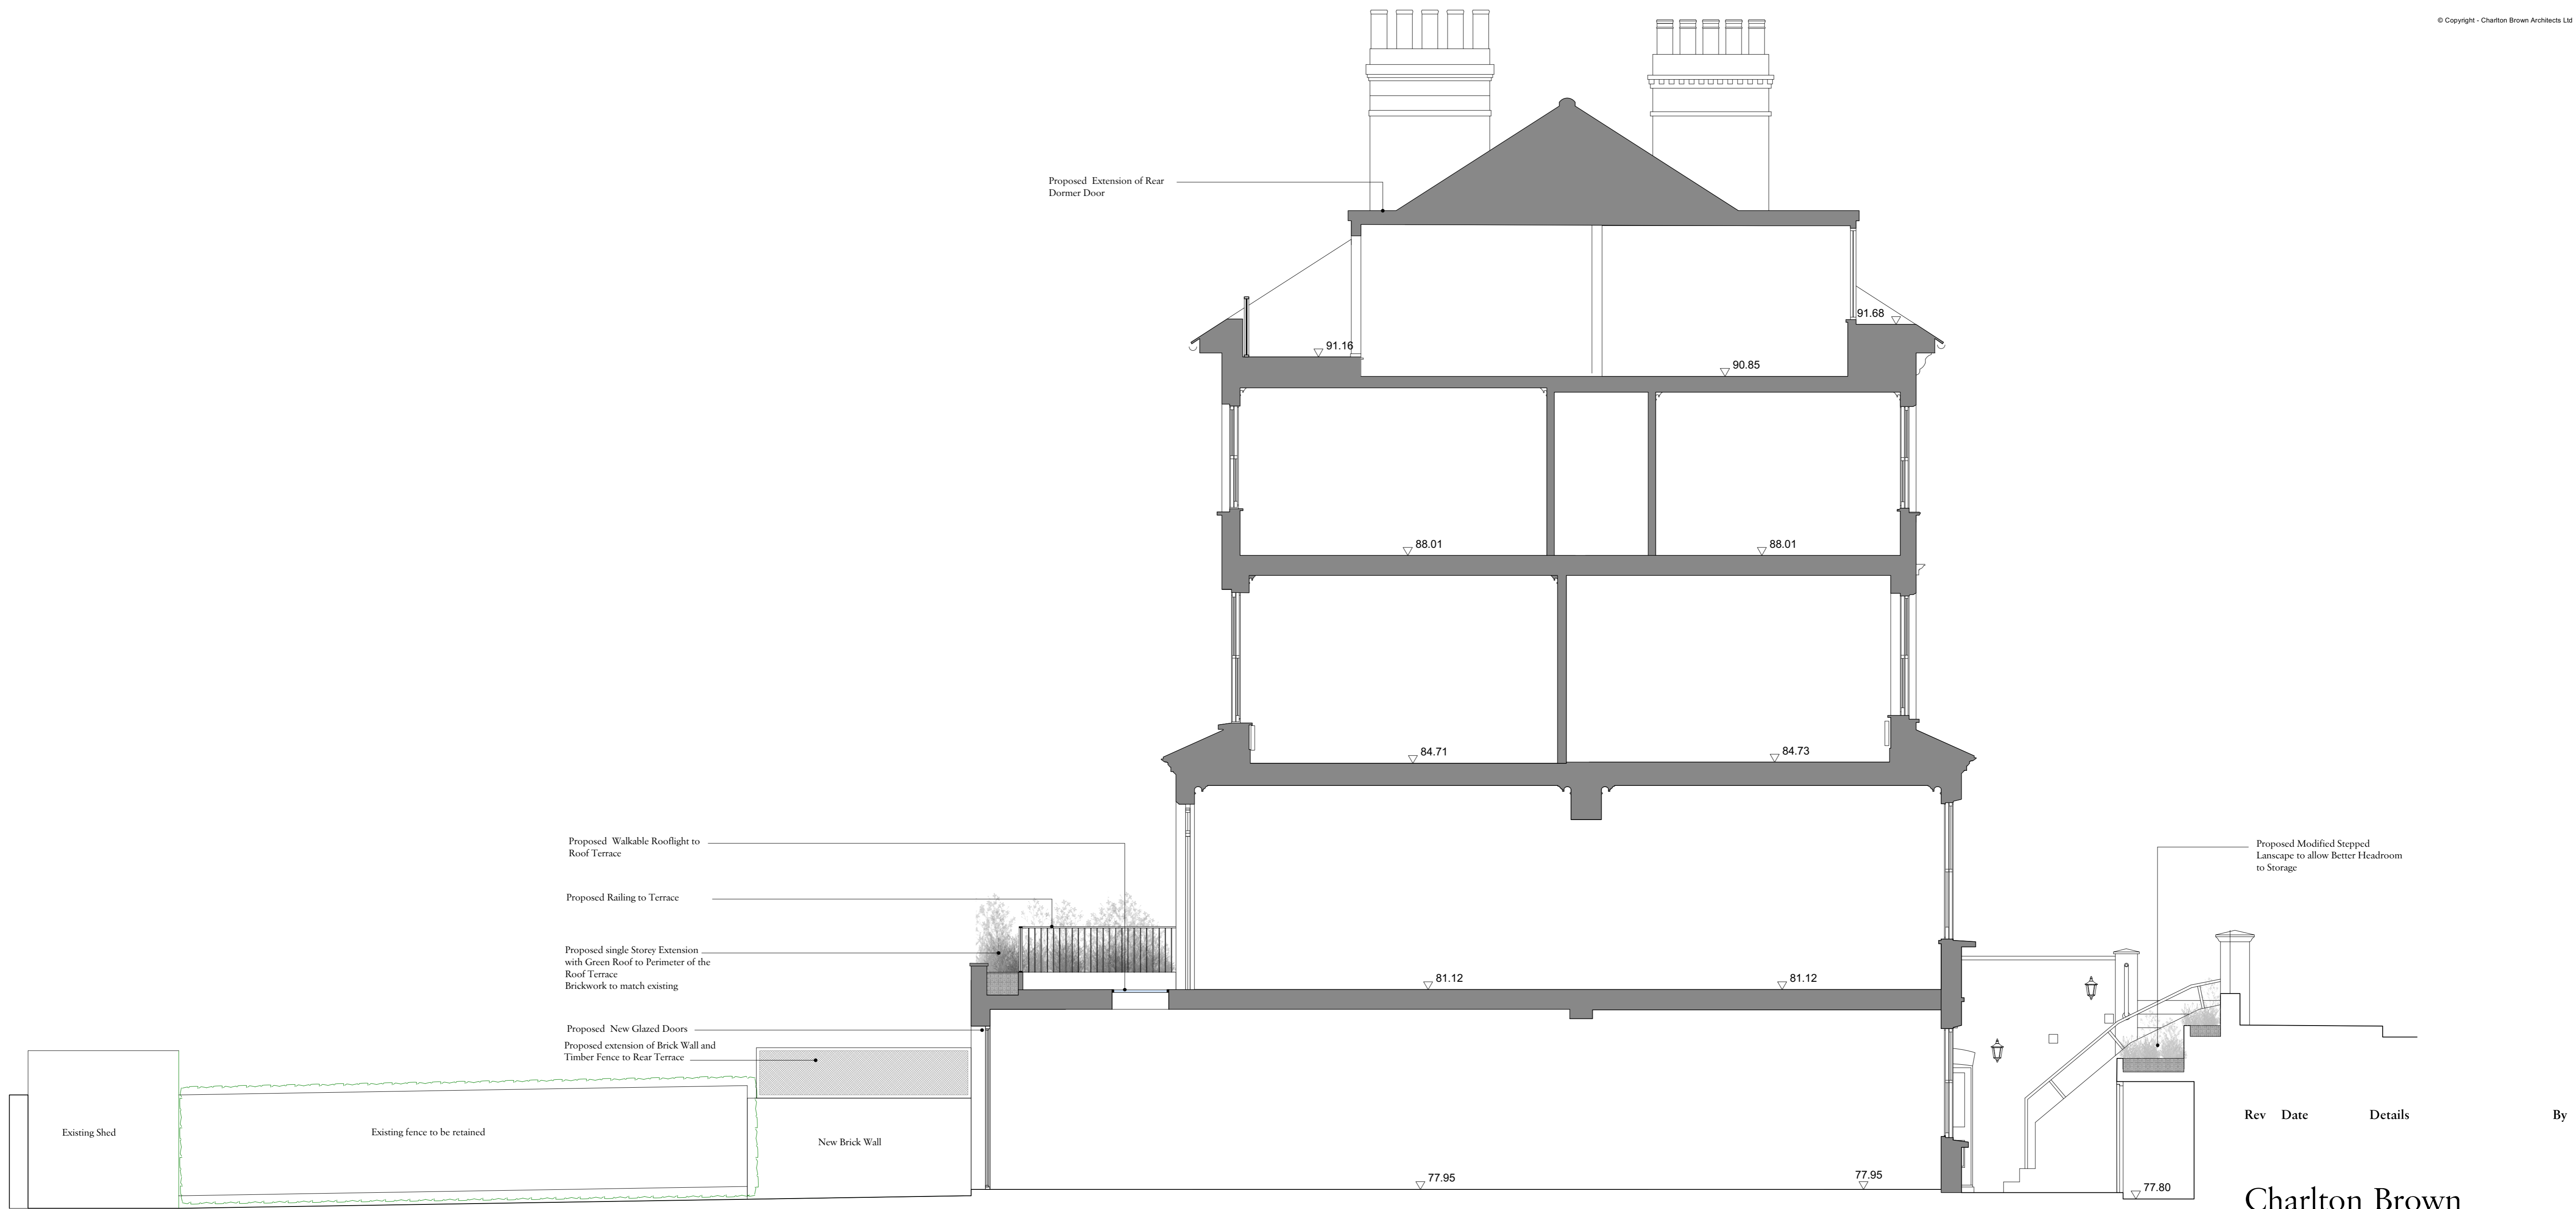 © Copyright - Charlton Brown Architects Ltd
Proposed Extension of Rear
Dormer Door
91.68
91.16
90.85
88.01
88.01
84.71
84.73
Proposed Walkable Rooflight to
Roof Terrace
Proposed Modified Stepped
Lanscape to allow Better Headroom
to Storage
Proposed Railing to Terrace
Proposed single Storey Extension
with Green Roof to Perimeter of the
Roof Terrace
Brickwork to match existing
81.12
81.12
Proposed New Glazed Doors
Proposed extension of Brick Wall and
Timber Fence to Rear Terrace
Rev Date Details By
Existing Shed
Existing fence to be retained
New Brick Wall
77.95
77.95
77.80
Charlton Brown